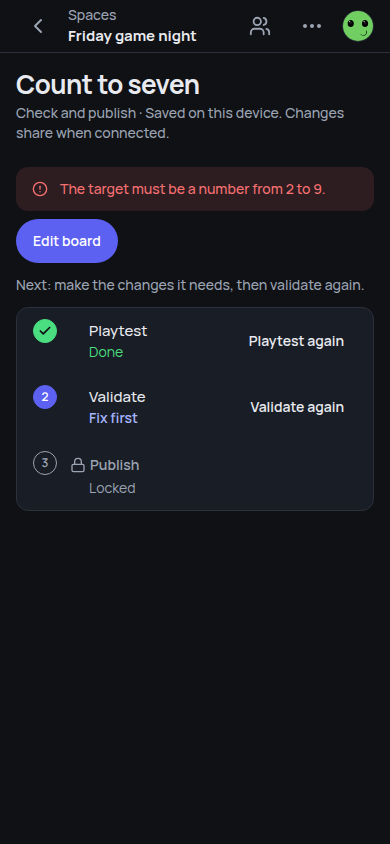 Spaces
Friday game night
Count to seven
Check and publish · Saved on this device. Changes
share when connected.
The target must be a number from 2 to 9.
Edit board
Next: make the changes it needs, then validate again.
Playtest
Done
Playtest again
2
Validate
Fix first
Validate again
3
Publish
Locked